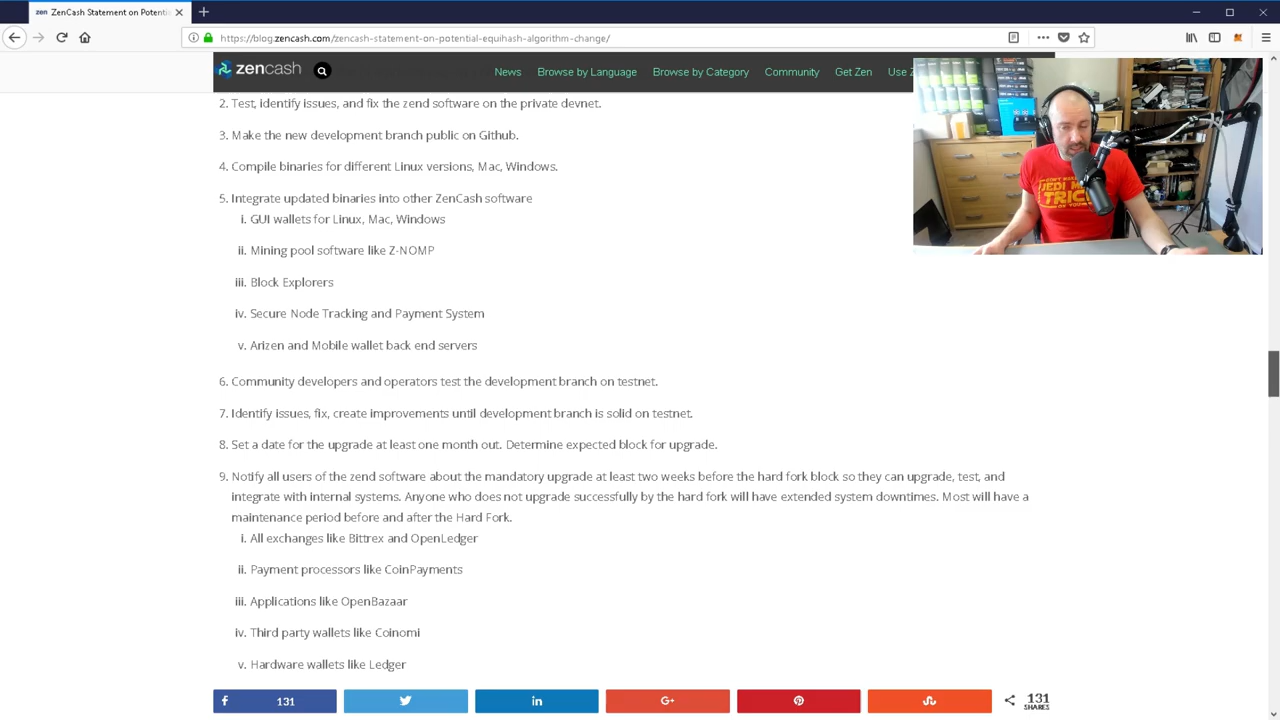 zen ZenCash Statement on Potenti
https://blog.zencash.com/zencash-statement-on-potential-equihash-algorithm-change/
zencash
News Browse by Language Browse by Category Community Get Zen Use Z
2. Test, identify issues, and fix the zend software on the private devnet.
3. Make the new development branch public on Github.
4. Compile binaries for different Linux versions, Mac, Windows.
5. Integrate updated binaries into other ZenCash software
i. GUI wallets for Linux, Mac, Windows
ii. Mining pool software like Z-NOMP
iii. Block Explorers
iv. Secure Node Tracking and Payment System
v. Arizen and Mobile wallet back end servers
6. Community developers and operators test the development branch on testnet.
7. Identify issues, fix, create improvements until development branch is solid on testnet.
8. Set a date for the upgrade at least one month out. Determine expected block for upgrade.
9. Notify all users of the zend software about the mandatory upgrade at least two weeks before the hard fork block so they can upgrade, test, and
integrate with internal systems. Anyone who does not upgrade successfully by the hard fork will have extended system downtimes. Most will have a
maintenance period before and after the Hard Fork.
i. All exchanges like Bittrex and OpenLedger
ii. Payment processors like CoinPayments
iii. Applications like OpenBazaar
iv. Third party wallets like Coinomi
v. Hardware wallets like Ledger
131
131
SHARES
JEDI